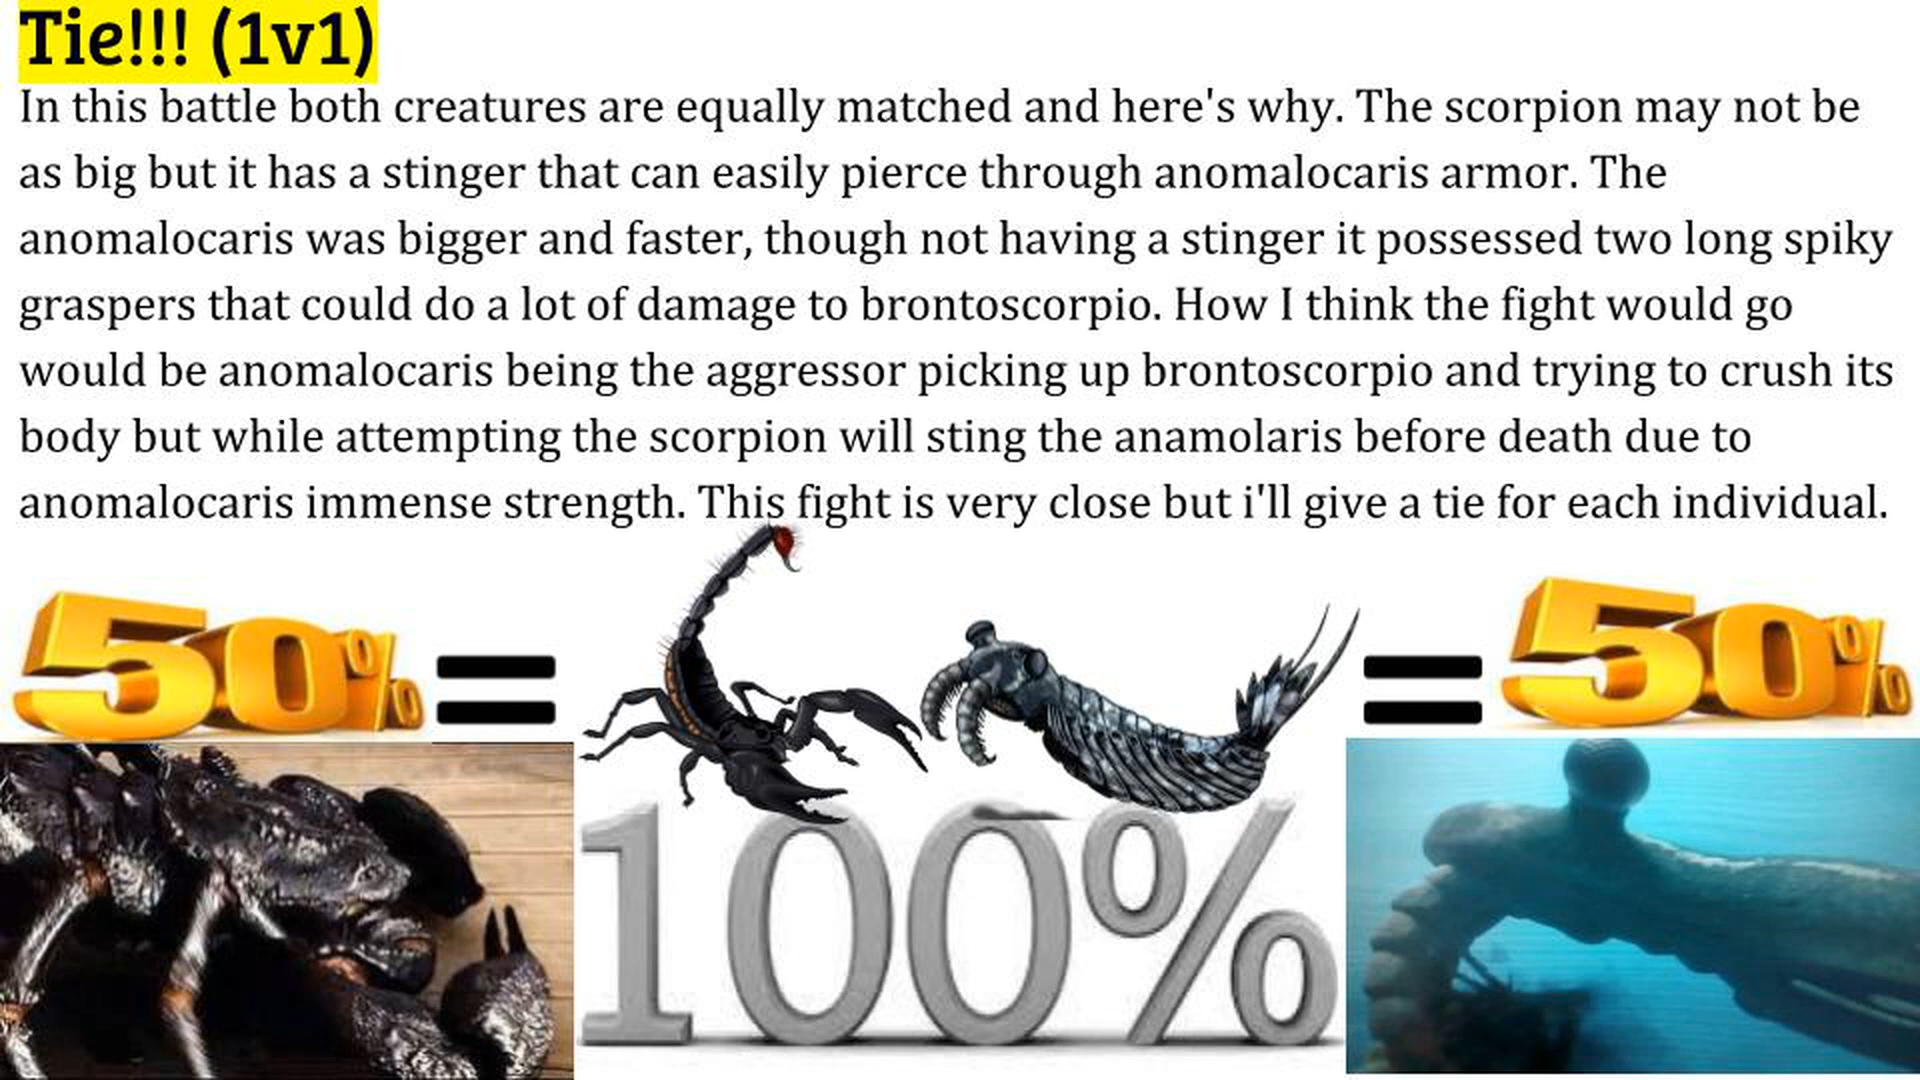 Tie!!! (1v1)
In this battle both creatures are equally matched and here's why. The scorpion may not be
as big but it has a stinger that can easily pierce through anomalocaris armor. The
anomalocaris was bigger and faster, though not having a stinger it possessed two long spiky
graspers that could do a lot of damage to brontoscorpio. How I think the fight would go
would be anomalocaris being the aggressor picking up brontoscorpio and trying to crush its
body but while attempting the scorpion will sting the anamolaris before death due to
anomalocaris immense strength. This fight is very close but i'll give a tie for each individual.
50% = = 50%
100%